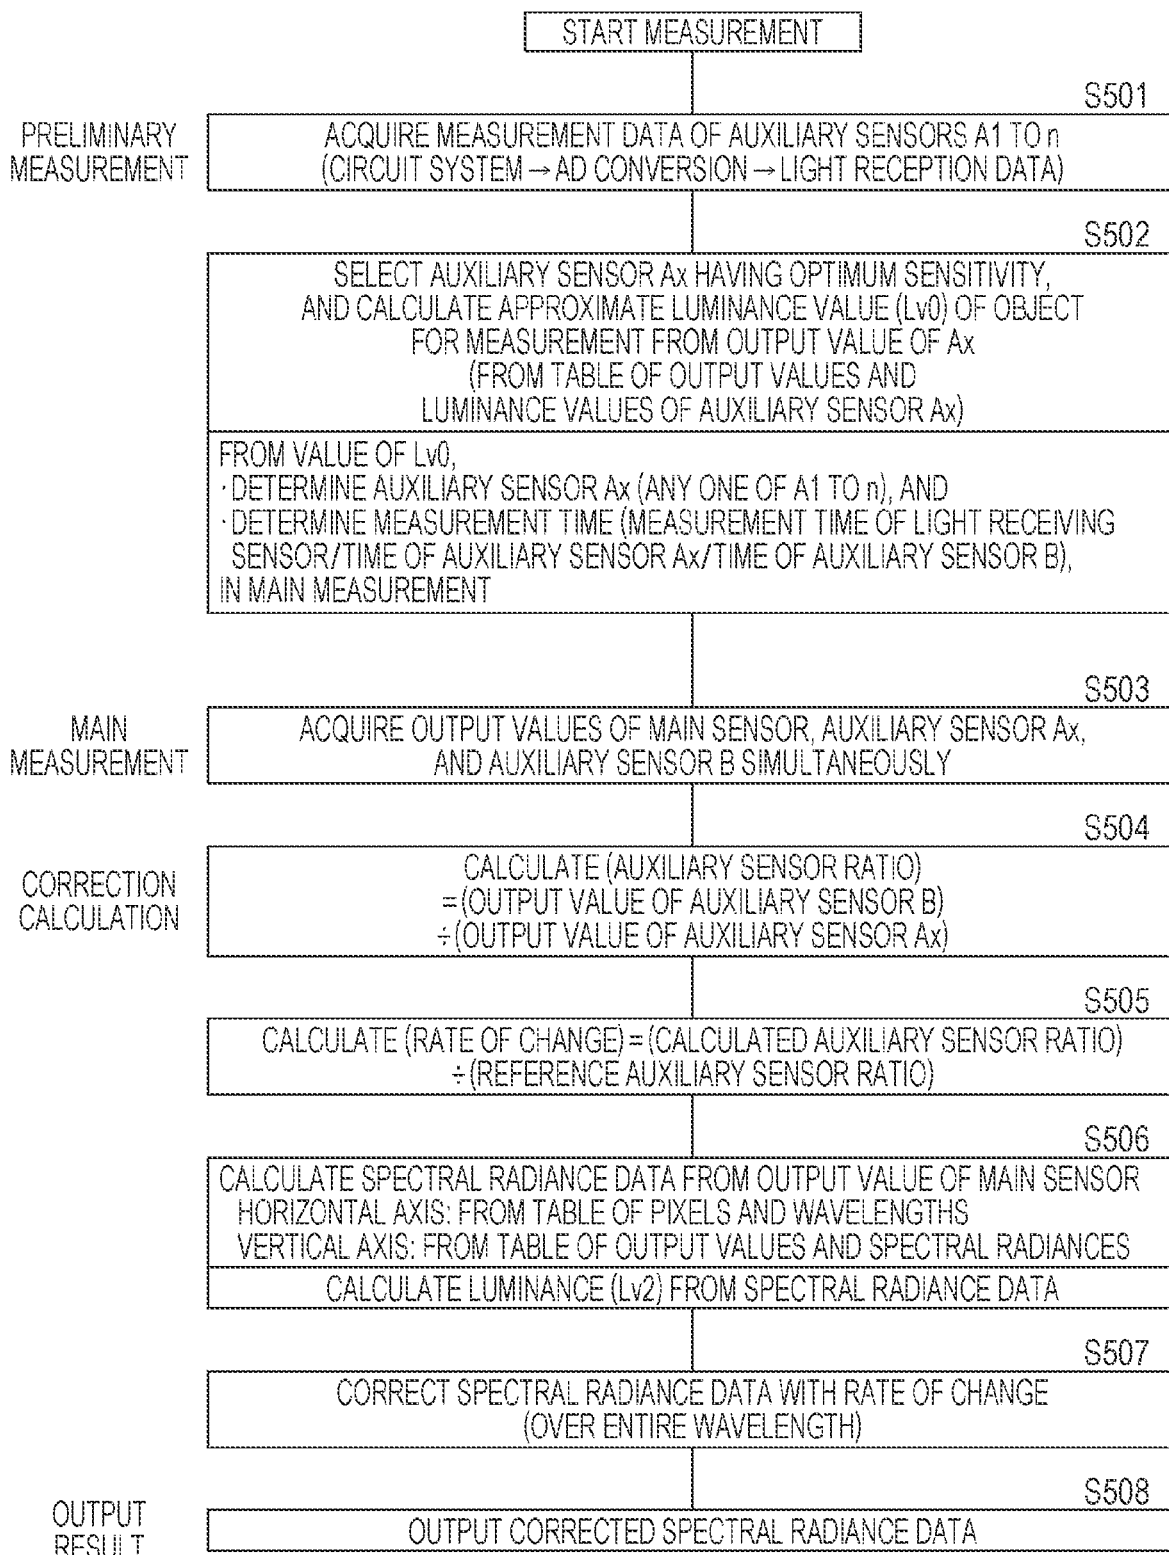 START MEASUREMENT
S501
PRELIMINARY
MEASUREMENT
ACQUIRE MEASUREMENT DATA OF AUXILIARY SENSORS A1 TO n
(CIRCUIT SYSTEM→AD CONVERSION→LIGHT RECEPTION DATA)
S502
SELECT AUXILIARY SENSOR Ax HAVING OPTIMUM SENSITIVITY,
AND CALCULATE APPROXIMATE LUMINANCE VALUE (Lv0) OF OBJECT
FOR MEASUREMENT FROM OUTPUT VALUE OF Ax
(FROM TABLE OF OUTPUT VALUES AND
LUMINANCE VALUES OF AUXILIARY SENSOR Ax)
FROM VALUE OF Lv0,
·DETERMINE AUXILIARY SENSOR Ax (ANY ONE OF A1 TO n), AND
·DETERMINE MEASUREMENT TIME (MEASUREMENT TIME OF LIGHT RECEIVING
SENSOR/TIME OF AUXILIARY SENSOR Ax/TIME OF AUXILIARY SENSOR B),
IN MAIN MEASUREMENT
S503
MAIN
MEASUREMENT
ACQUIRE OUTPUT VALUES OF MAIN SENSOR, AUXILIARY SENSOR Ax,
AND AUXILIARY SENSOR B SIMULTANEOUSLY
S504
CORRECTION
CALCULATION
CALCULATE (AUXILIARY SENSOR RATIO)
=(OUTPUT VALUE OF AUXILIARY SENSOR B)
÷(OUTPUT VALUE OF AUXILIARY SENSOR Ax)
S505
CALCULATE (RATE OF CHANGE)=(CALCULATED AUXILIARY SENSOR RATIO)
÷(REFERENCE AUXILIARY SENSOR RATIO)
S506
CALCULATE SPECTRAL RADIANCE DATA FROM OUTPUT VALUE OF MAIN SENSOR
HORIZONTAL AXIS: FROM TABLE OF PIXELS AND WAVELENGTHS
VERTICAL AXIS: FROM TABLE OF OUTPUT VALUES AND SPECTRAL RADIANCES
CALCULATE LUMINANCE (Lv2) FROM SPECTRAL RADIANCE DATA
S507
CORRECT SPECTRAL RADIANCE DATA WITH RATE OF CHANGE
(OVER ENTIRE WAVELENGTH)
S508
OUTPUT
RESULT
OUTPUT CORRECTED SPECTRAL RADIANCE DATA